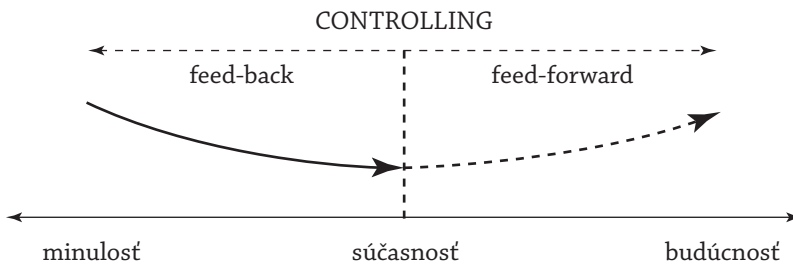 CONTROLLING
feed-back feed-forward
minulosť súčasnosť budúcnosť